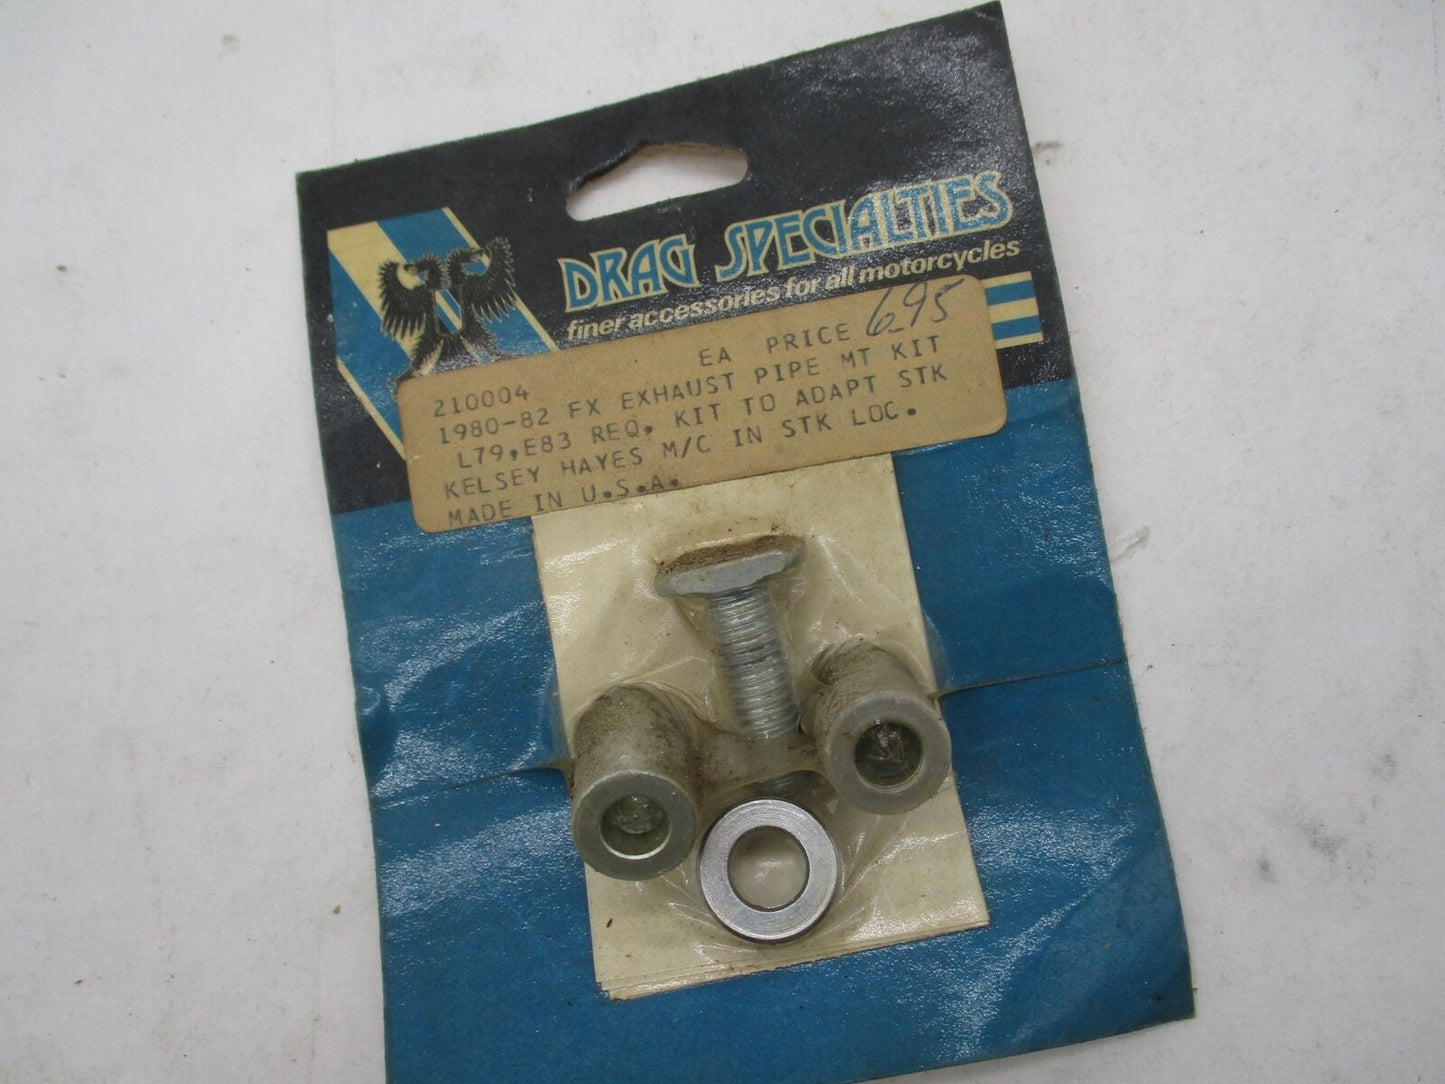 DRAG SPECIALTIES
finer accessories for all motorcycles
EA PRICE 6.95
210004
1980-82 FX EXHAUST PIPE MT KIT
L79,E83 REQ. KIT TO ADAPT STK
KELSEY HAYES M/C IN STK LOC.
MADE IN U.S.A.